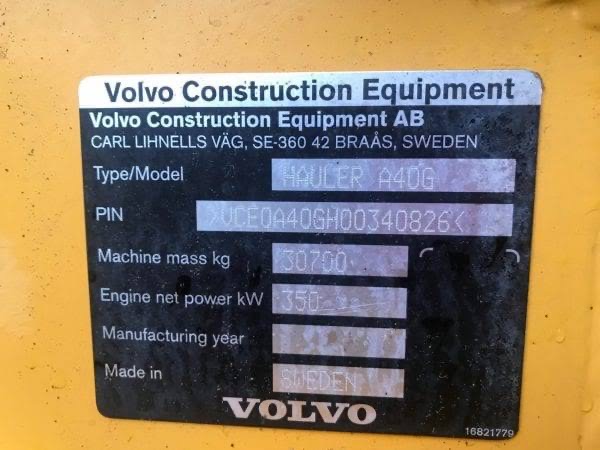 Volvo Construction Equipment
Volvo Construction Equipment AB
CARL LIHNELLS VÄG, SE-360 42 BRAÅS, SWEDEN
Type/Model HAULER A40G
PIN >VCE0A40GH00340826<
Machine mass kg 30700
Engine net power kW 350
Manufacturing year
Made in SWEDEN
VOLVO
16821779